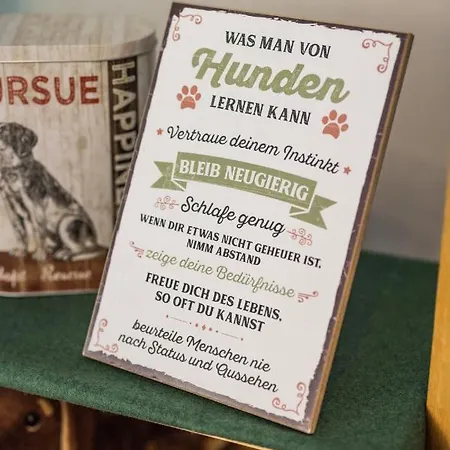 URSUE
HAPPIN
WAS MAN VON
Hunden
LERNEN KANN
Vertraue deinem Instinkt
BLEIB NEUGIERIG
Schlafe genug
WENN DIR ETWAS NICHT GEHEUER IST,
NIMM ABSTAND
zeige deine Bedürfnisse
FREUE DICH DES LEBENS,
SO OFT DU KANNST
beurteile Menschen nie
nach Status und Aussehen